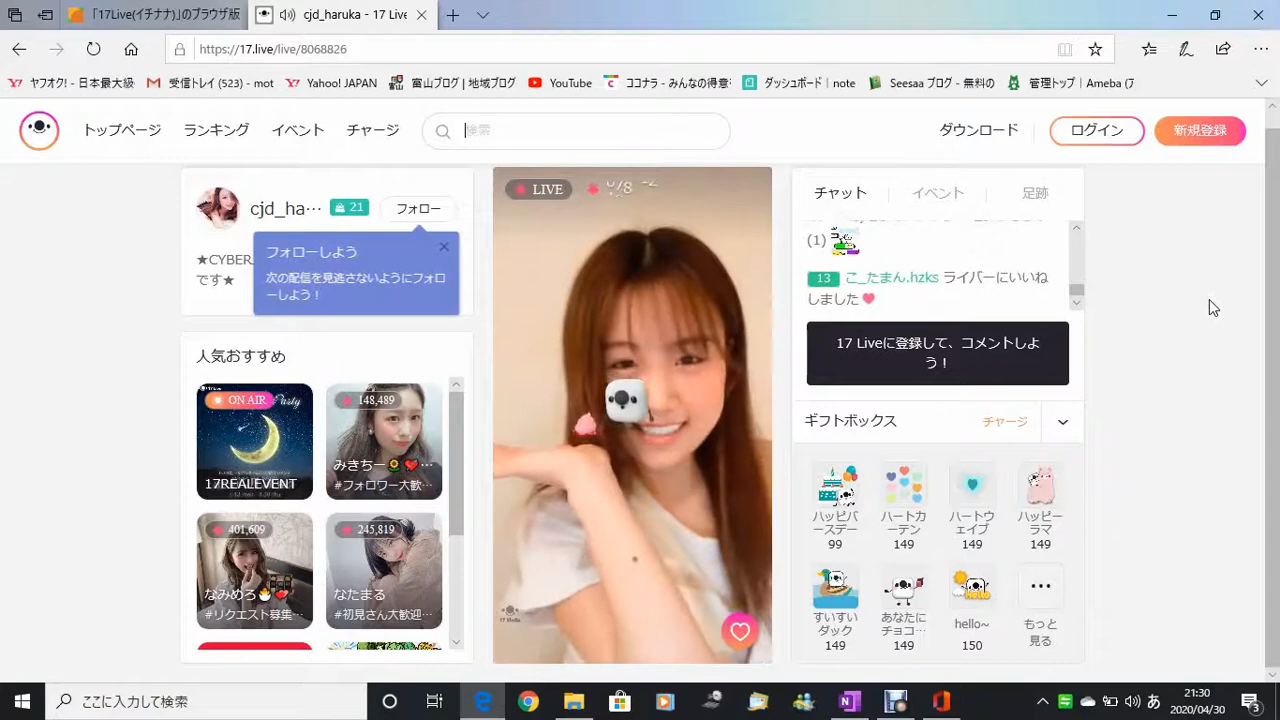 「17Live(イチナナ)」のブラウザ版
cjd_haruka - 17 Live
https://17.live/live/8068826
ヤフオク! - 日本最大級
受信トレイ (523) - mot
Yahoo! JAPAN
富山ブログ | 地域ブログ
YouTube
ココナラ - みんなの得意
ダッシュボード | note
Seesaa ブログ - 無料の
管理トップ | Ameba (ア
トップページ
ランキング
イベント
チャージ
検索
ダウンロード
ログイン
新規登録
cjd_ha…
21
フォロー
★CYBER
です★
フォローしよう
次の配信を見逃さないようにフォロ
ーしよう！
人気おすすめ
ON AIR
Party
17REALEVENT
148,489
みきちー🌻❤…
#フォロワー大歓…
401,609
なみめろ🐣❤
#リクエスト募集…
245,819
なたまる
#初見さん大歓迎…
LIVE
17 Media
チャット
イベント
足跡
(1)
13 こ_たまん.hzks ライバーにいいね
しました❤
17 Liveに登録して、コメントしよ
う！
ギフトボックス
チャージ
ハッピバ
ースデー
99
ハートカ
ーテン
149
ハートウ
ェイブ
149
ハッピー
ラマ
149
すいすい
ダック
149
あなたに
チョコ…
149
hello~
150
もっと
見る
ここに入力して検索
あ
21:30
2020/04/30
3